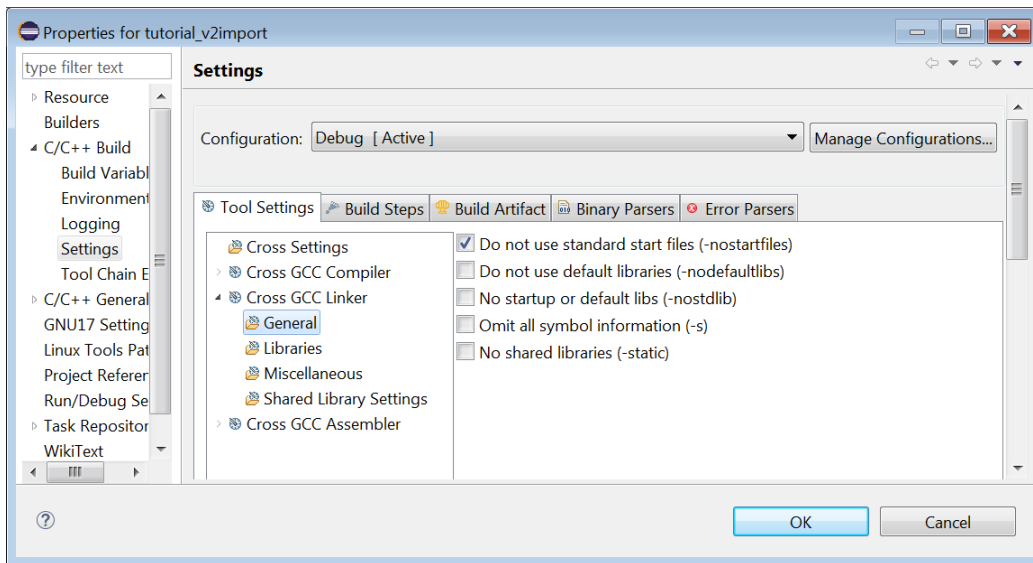 Properties for tutorial_v2import
type filter text
Resource
Builders
C/C++ Build
Build Variabl
Environment
Logging
Settings
Tool Chain E
C/C++ General
GNU17 Setting
Linux Tools Pat
Project Referen
Run/Debug Se
Task Repositor
WikiText
Settings
Configuration: Debug [ Active ] Manage Configurations...
Tool Settings Build Steps Build Artifact Binary Parsers Error Parsers
Cross Settings
Cross GCC Compiler
Cross GCC Linker
General
Libraries
Miscellaneous
Shared Library Settings
Cross GCC Assembler
Do not use standard start files (-nostartfiles)
Do not use default libraries (-nodefaultlibs)
No startup or default libs (-nostdlib)
Omit all symbol information (-s)
No shared libraries (-static)
OK Cancel